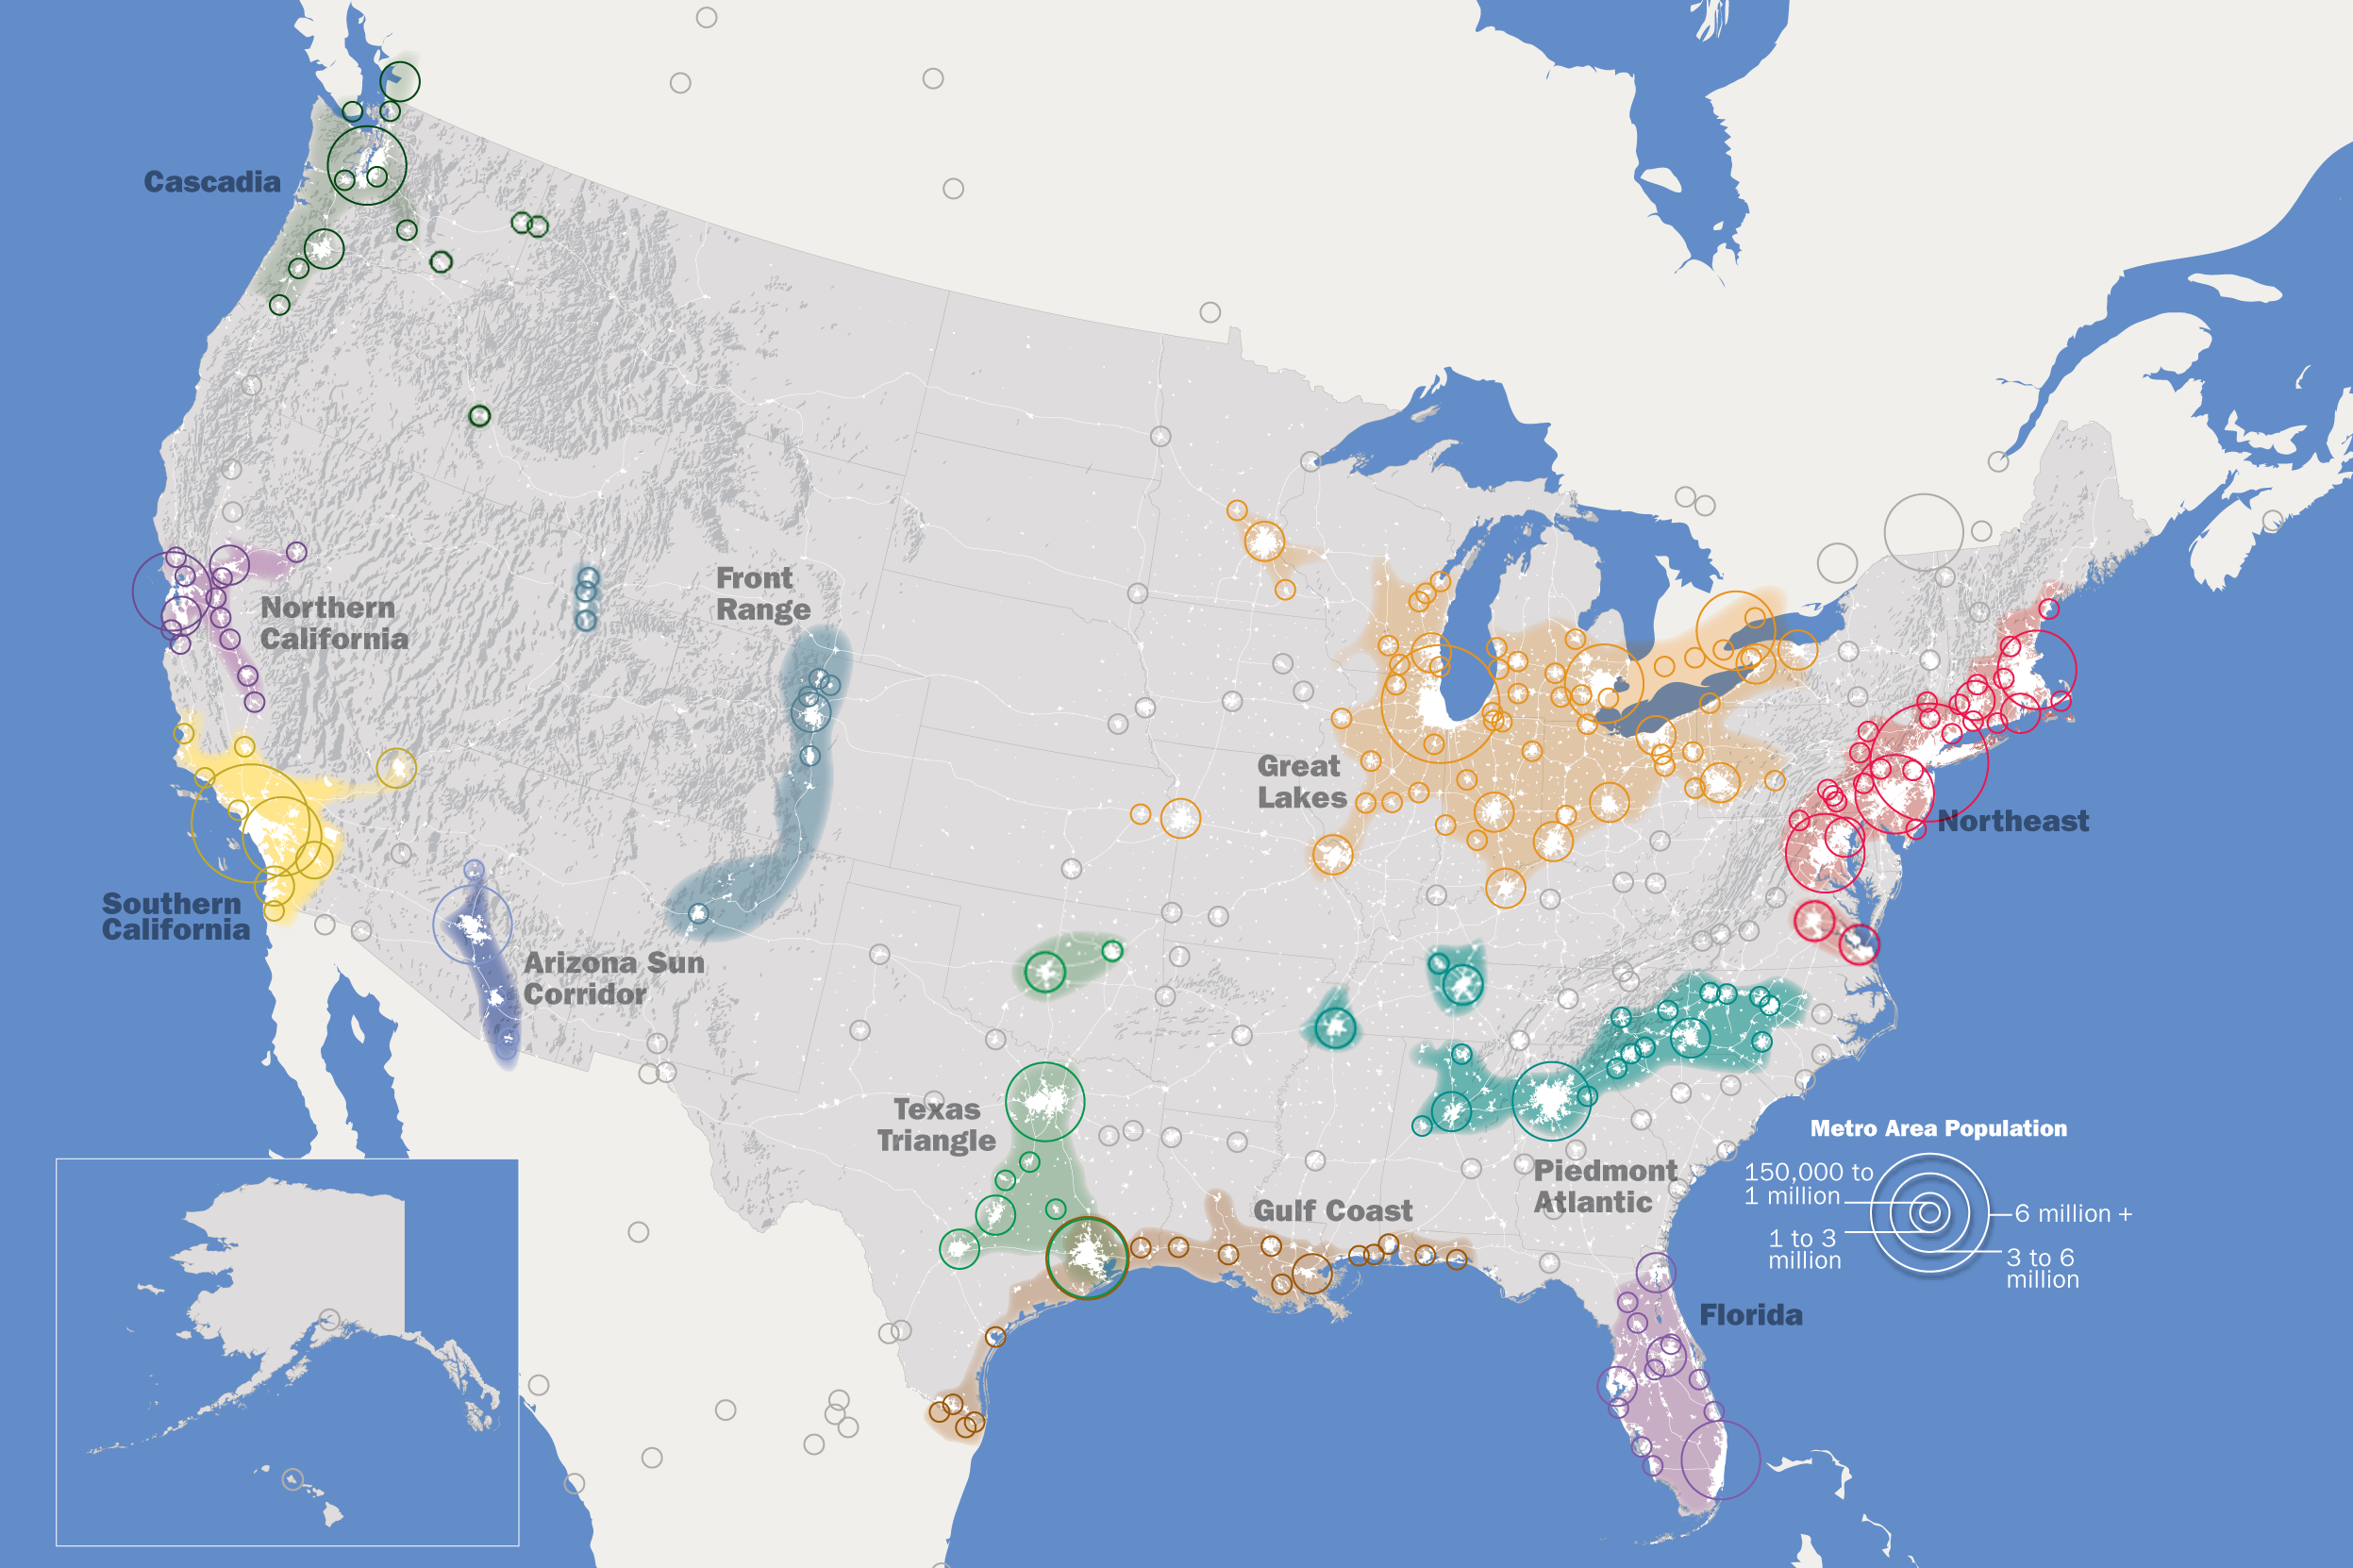 Cascadia
Northern
California
Front
Range
Great
Lakes
Northeast
Southern
California
Arizona Sun
Corridor
Texas
Triangle
Gulf Coast
Piedmont
Atlantic
Florida
Metro Area Population
150,000 to
1 million
1 to 3
million
6 million +
3 to 6
million